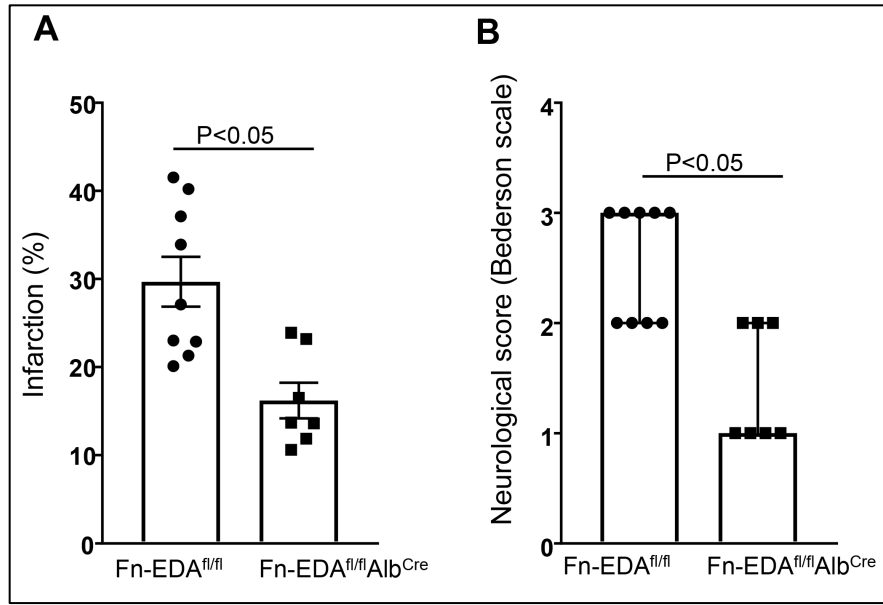 A
Infarction (%)
50
40
30
20
10
0
P<0.05
Fn-EDAfl/fl
Fn-EDAfl/flAlbCre
B
Neurological score (Bederson scale)
4
3
2
1
0
P<0.05
Fn-EDAfl/fl
Fn-EDAfl/flAlbCre